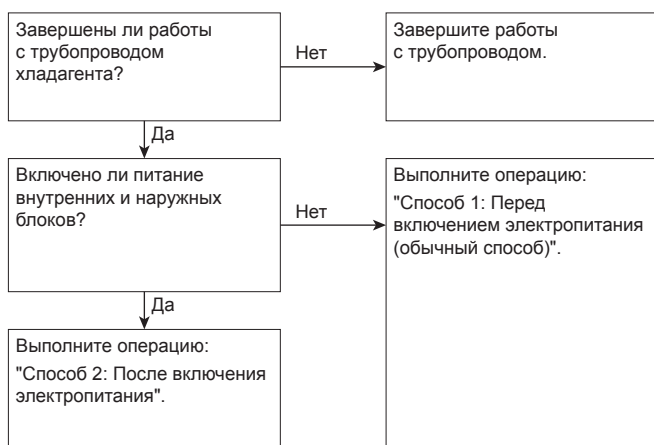 Завершены ли работы
с трубопроводом
хладагента?
Нет
Завершите работы
с трубопроводом.
Да
Включено ли питание
внутренних и наружных
блоков?
Нет
Выполните операцию:
"Способ 1: Перед
включением электропитания
(обычный способ)".
Да
Выполните операцию:
"Способ 2: После включения
электропитания".